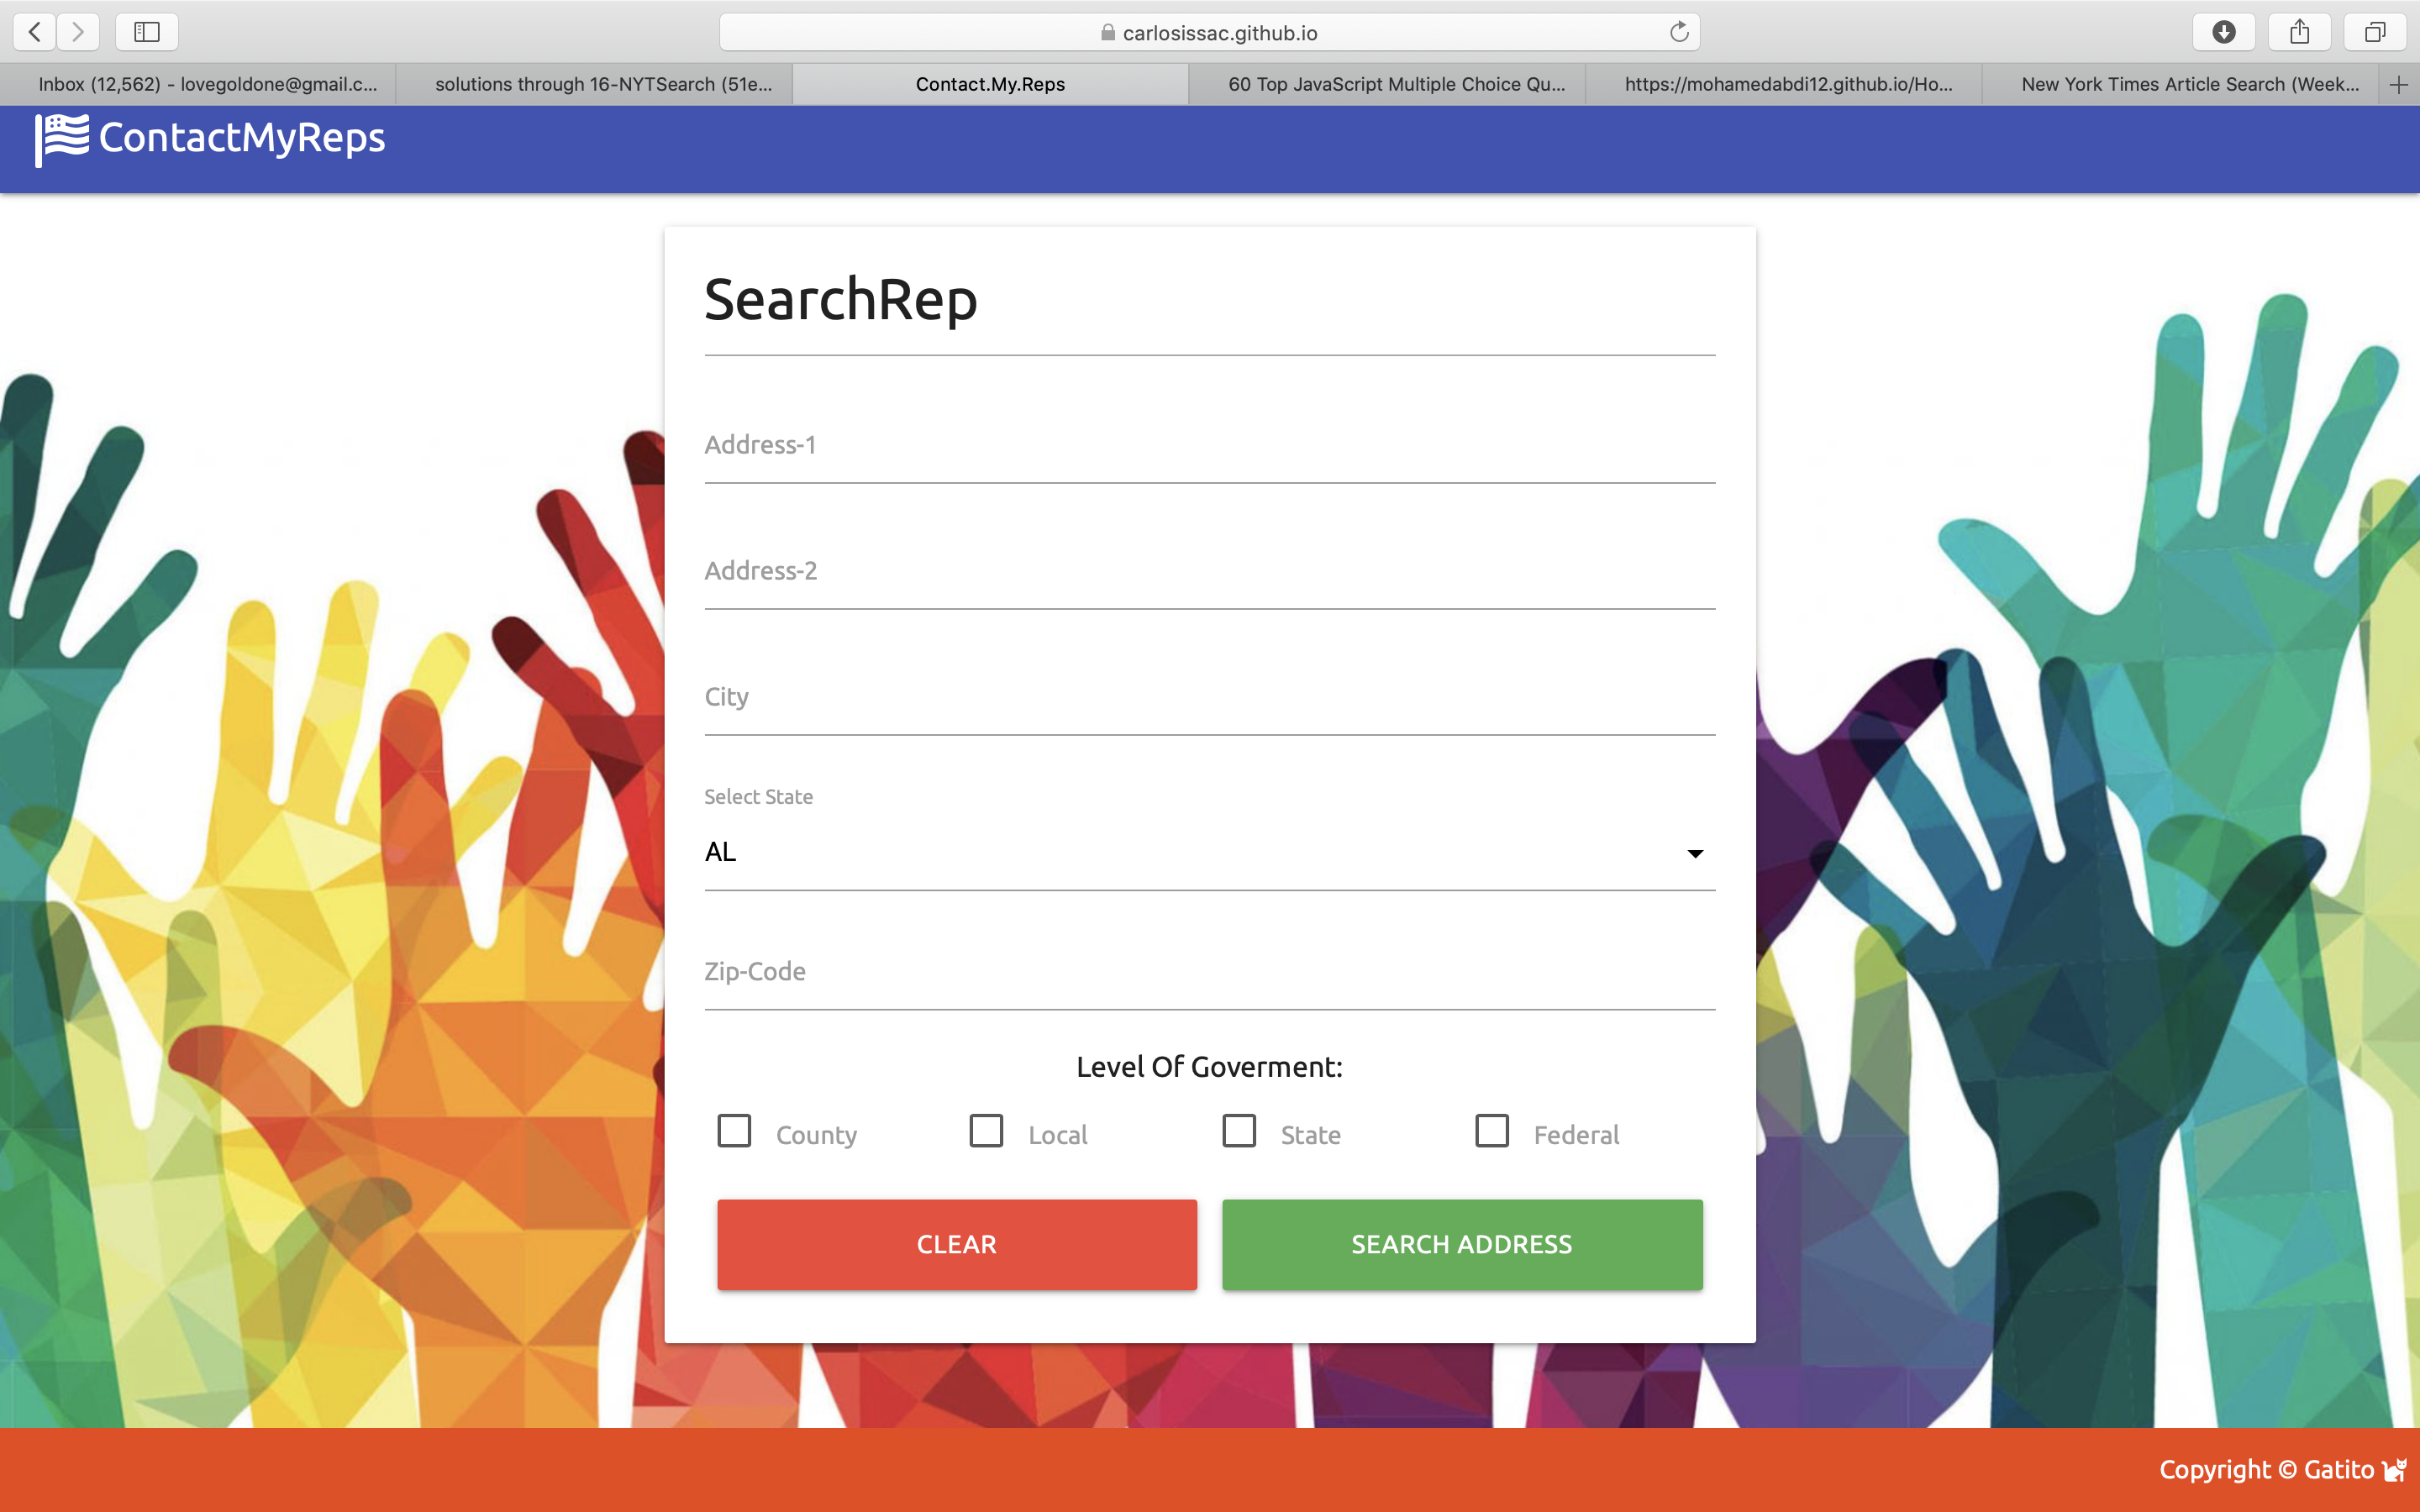 carlosissac.github.io
Inbox (12,562) - lovegoldone@gmail.c...
solutions through 16-NYTSearch (51e...
Contact.My.Reps
60 Top JavaScript Multiple Choice Qu...
https://mohamedabdi12.github.io/Ho...
New York Times Article Search (Week...
ContactMyReps
SearchRep
Address-1
Address-2
City
Select State
AL
Zip-Code
Level Of Goverment:
County Local State Federal
CLEAR SEARCH ADDRESS
Copyright © Gatito